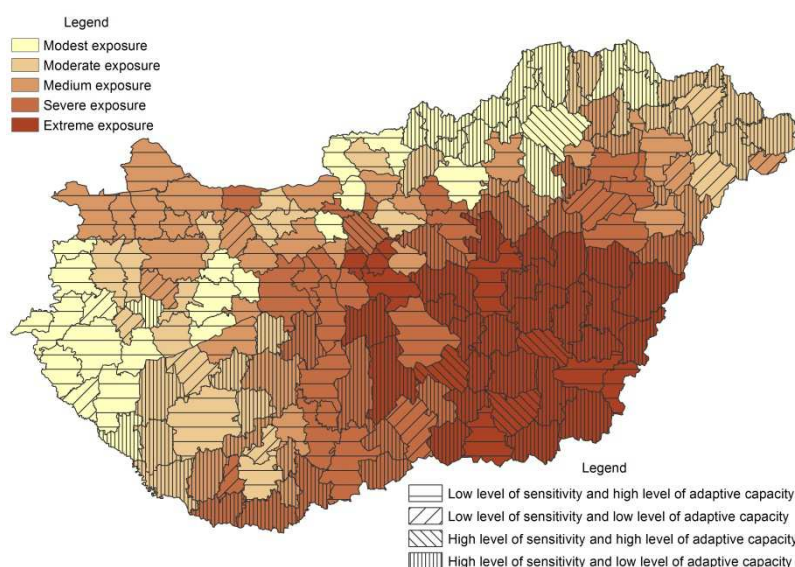 Legend
Modest exposure
Moderate exposure
Medium exposure
Severe exposure
Extreme exposure
Legend
Low level of sensitivity and high level of adaptive capacity
Low level of sensitivity and low level of adaptive capacity
High level of sensitivity and high level of adaptive capacity
High level of sensitivity and low level of adaptive capacity